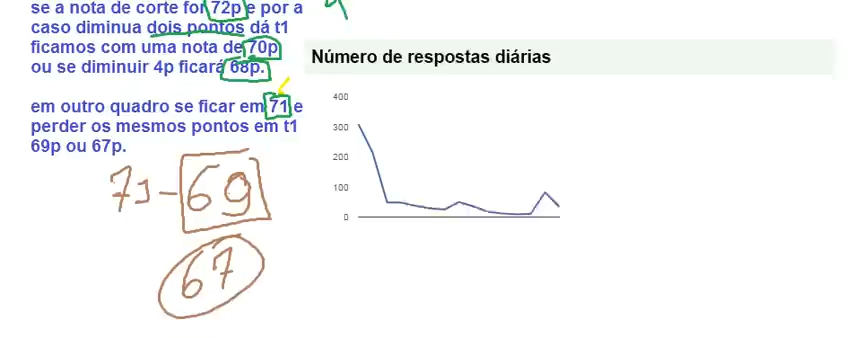 se a nota de corte for 72p e por a
caso diminua dois pontos dá t1
ficamos com uma nota de 70p
ou se diminuir 4p ficará 68p.
em outro quadro se ficar em 71 e
perder os mesmos pontos em t1
69p ou 67p.
71-69
67
Número de respostas diárias
400
300
200
100
0